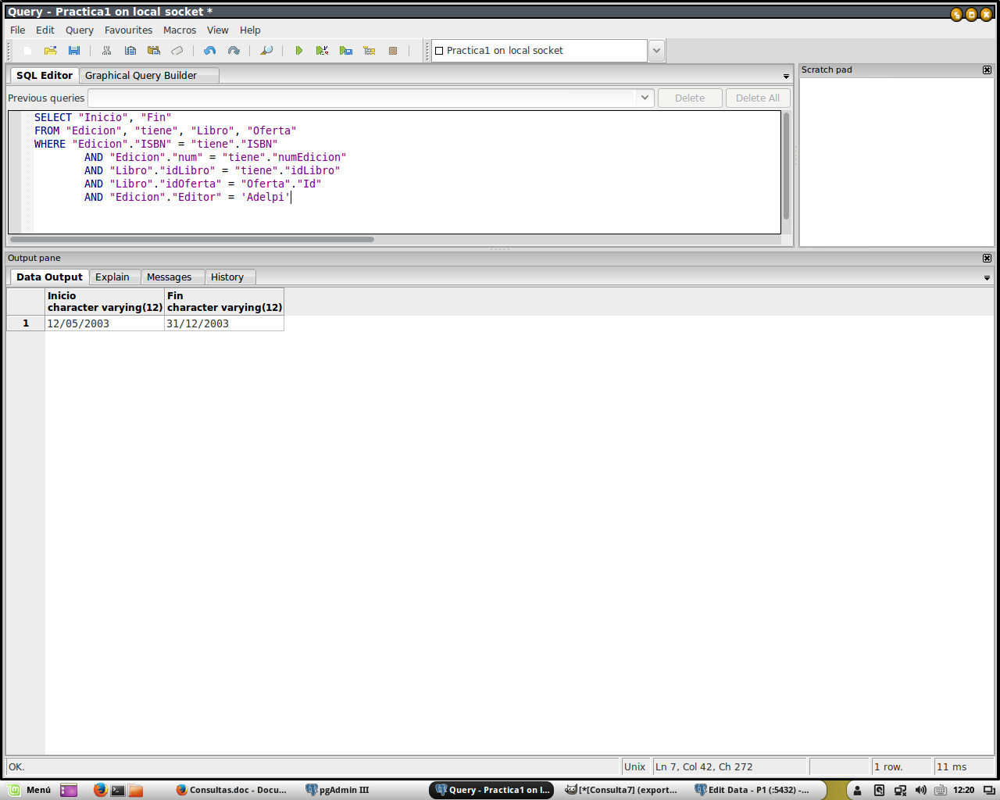 Query - Practica1 on local socket *
File Edit Query Favourites Macros View Help
Practica1 on local socket
SQL Editor Graphical Query Builder
Scratch pad
Previous queries Delete Delete All
SELECT "Inicio", "Fin"
FROM "Edicion", "tiene", "Libro", "Oferta"
WHERE "Edicion"."ISBN" = "tiene"."ISBN"
AND "Edicion"."num" = "tiene"."numEdicion"
AND "Libro"."idLibro" = "tiene"."idLibro"
AND "Libro"."idOferta" = "Oferta"."Id"
AND "Edicion"."Editor" = 'Adelpi'
Output pane
Data Output Explain Messages History
Inicio Fin
character varying(12) character varying(12)
1 12/05/2003 31/12/2003
OK. Unix Ln 7, Col 42, Ch 272 1 row. 11 ms
Menú Consultas.doc - Docu... pgAdmin III Query - Practica1 on l... [*[Consulta7] (export... Edit Data - P1 (:5432) -... 12:20